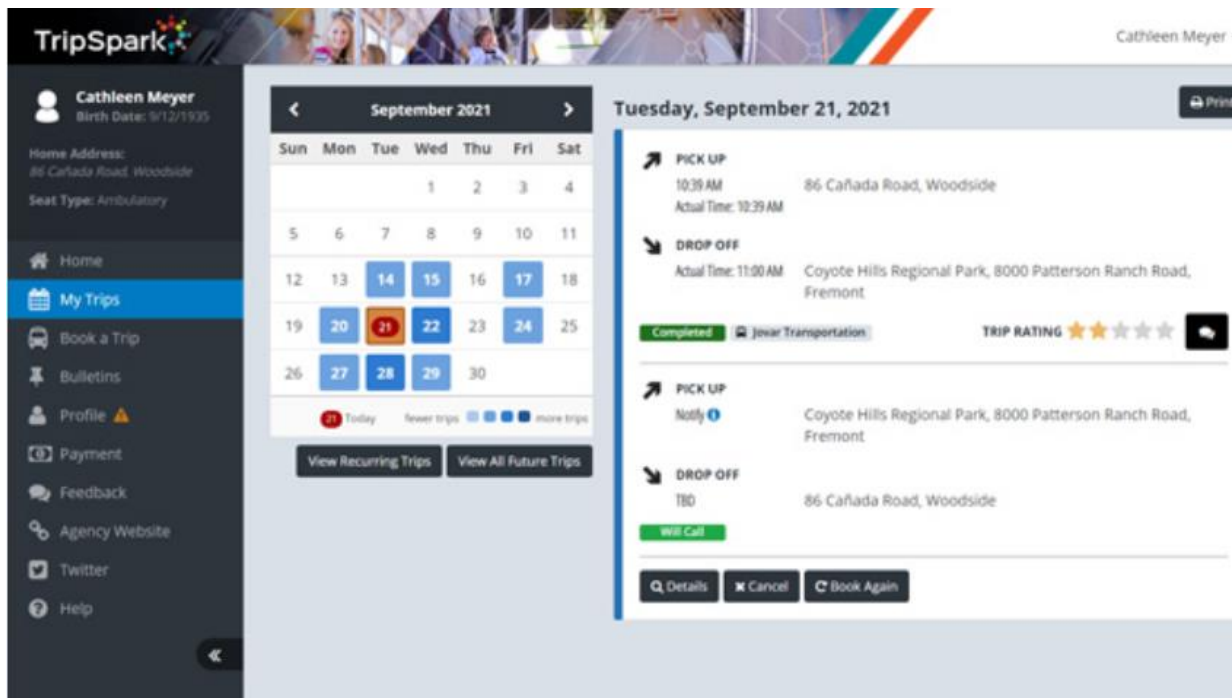 TripSpark
Cathleen Meyer
Cathleen Meyer
Birth Date: 9/12/1935
Home Address:
86 Cañada Road, Woodside
Seat Type: Ambulatory
Home
My Trips
Book a Trip
Bulletins
Profile
Payment
Feedback
Agency Website
Twitter
Help
September 2021
Sun Mon Tue Wed Thu Fri Sat
1 2 3 4
5 6 7 8 9 10 11
12 13 14 15 16 17 18
19 20 21 22 23 24 25
26 27 28 29 30
21 Today fewer trips more trips
View Recurring Trips View All Future Trips
Tuesday, September 21, 2021
Print
PICK UP
10:39 AM 86 Cañada Road, Woodside
Actual Time: 10:39 AM
DROP OFF
Actual Time: 11:00 AM Coyote Hills Regional Park, 8000 Patterson Ranch Road,
Fremont
Completed Jovar Transportation TRIP RATING
PICK UP
Notify Coyote Hills Regional Park, 8000 Patterson Ranch Road,
Fremont
DROP OFF
TBD 86 Cañada Road, Woodside
Will Call
Details Cancel Book Again